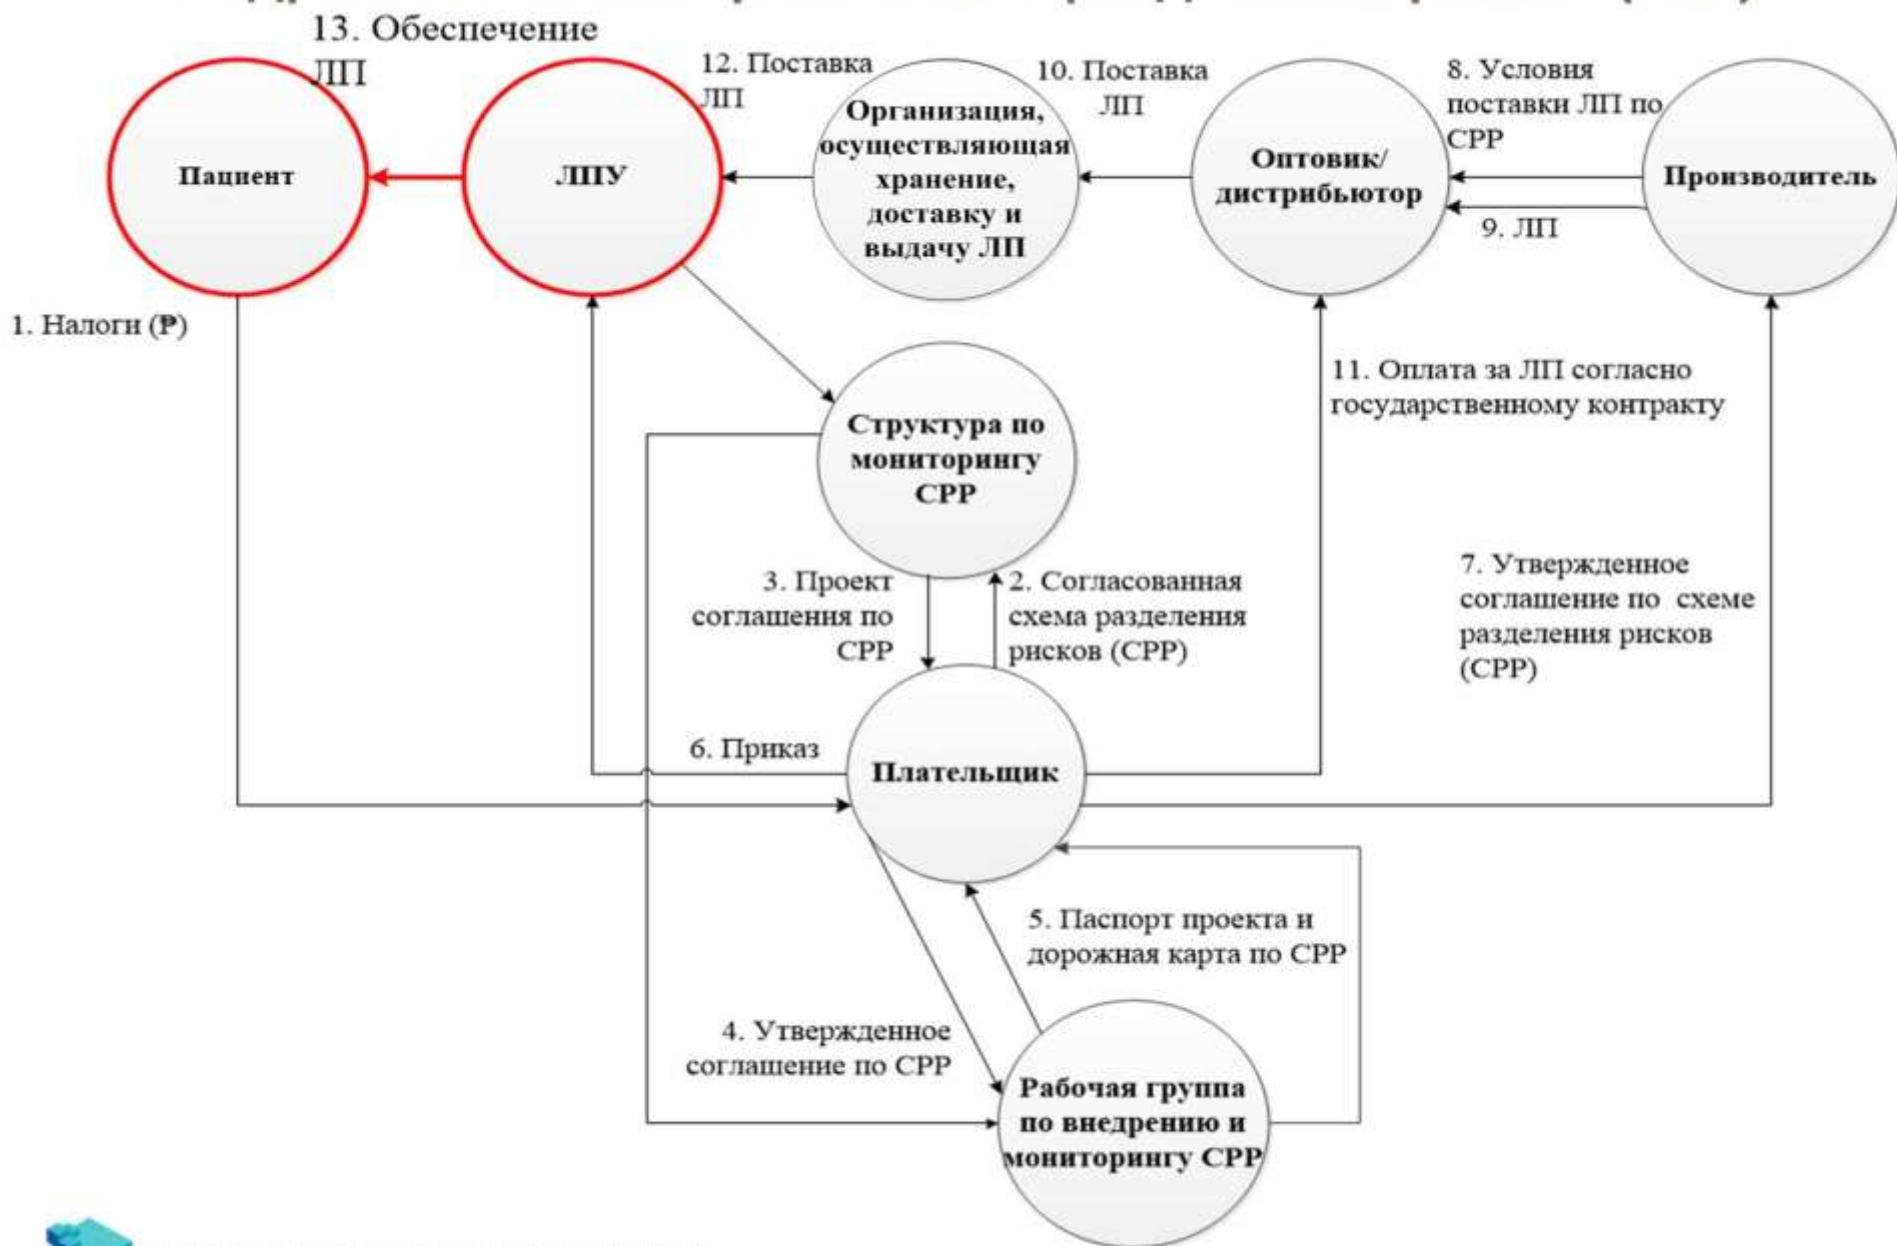 13. Обеспечение
ЛП
12. Поставка
ЛП
10. Поставка
ЛП
8. Условия
поставки ЛП по
СРР
Пациент
ЛПУ
Организация,
осуществляющая
хранение,
доставку и
выдачу ЛП
Оптовик/
дистрибьютор
Производитель
9. ЛП
1. Налоги (₽)
11. Оплата за ЛП согласно
государственному контракту
Структура по
мониторингу
СРР
3. Проект
соглашения по
СРР
2. Согласованная
схема разделения
рисков (СРР)
7. Утвержденное
соглашение по схеме
разделения рисков
(СРР)
6. Приказ
Плательщик
5. Паспорт проекта и
дорожная карта по СРР
4. Утвержденное
соглашение по СРР
Рабочая группа
по внедрению и
мониторингу СРР